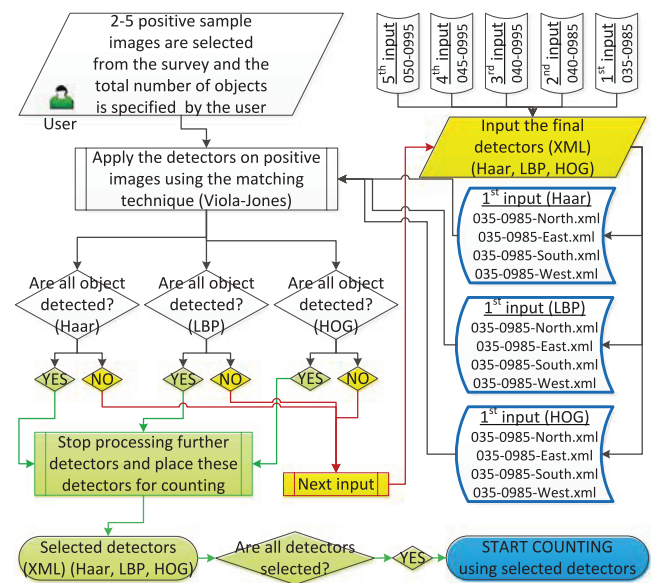 2-5 positive sample
images are selected
from the survey and the
total number of objects
is specified by the user
User
5th input
050-0995
4th input
045-0995
3rd input
040-0995
2nd input
040-0985
1st input
035-0985
Input the final
detectors (XML)
(Haar, LBP, HOG)
Apply the detectors on positive
images using the matching
technique (Viola-Jones)
1st input (Haar)
035-0985-North.xml
035-0985-East.xml
035-0985-South.xml
035-0985-West.xml
Are all object
detected?
(Haar)
Are all object
detected?
(LBP)
Are all object
detected?
(HOG)
1st input (LBP)
035-0985-North.xml
035-0985-East.xml
035-0985-South.xml
035-0985-West.xml
YES
NO
YES
NO
YES
NO
1st input (HOG)
035-0985-North.xml
035-0985-East.xml
035-0985-South.xml
035-0985-West.xml
Stop processing further
detectors and place these
detectors for counting
Next input
Selected detectors
(XML) (Haar, LBP, HOG)
Are all detectors
selected?
YES
START COUNTING
using selected detectors